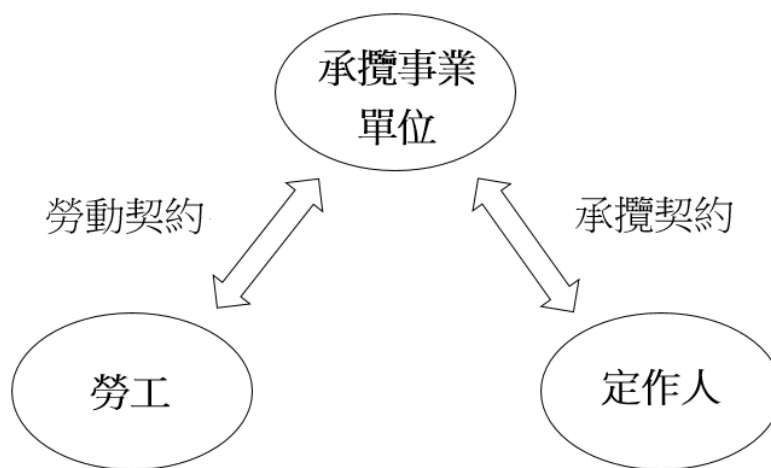 承攬事業
單位
勞動契約
承攬契約
勞工
定作人